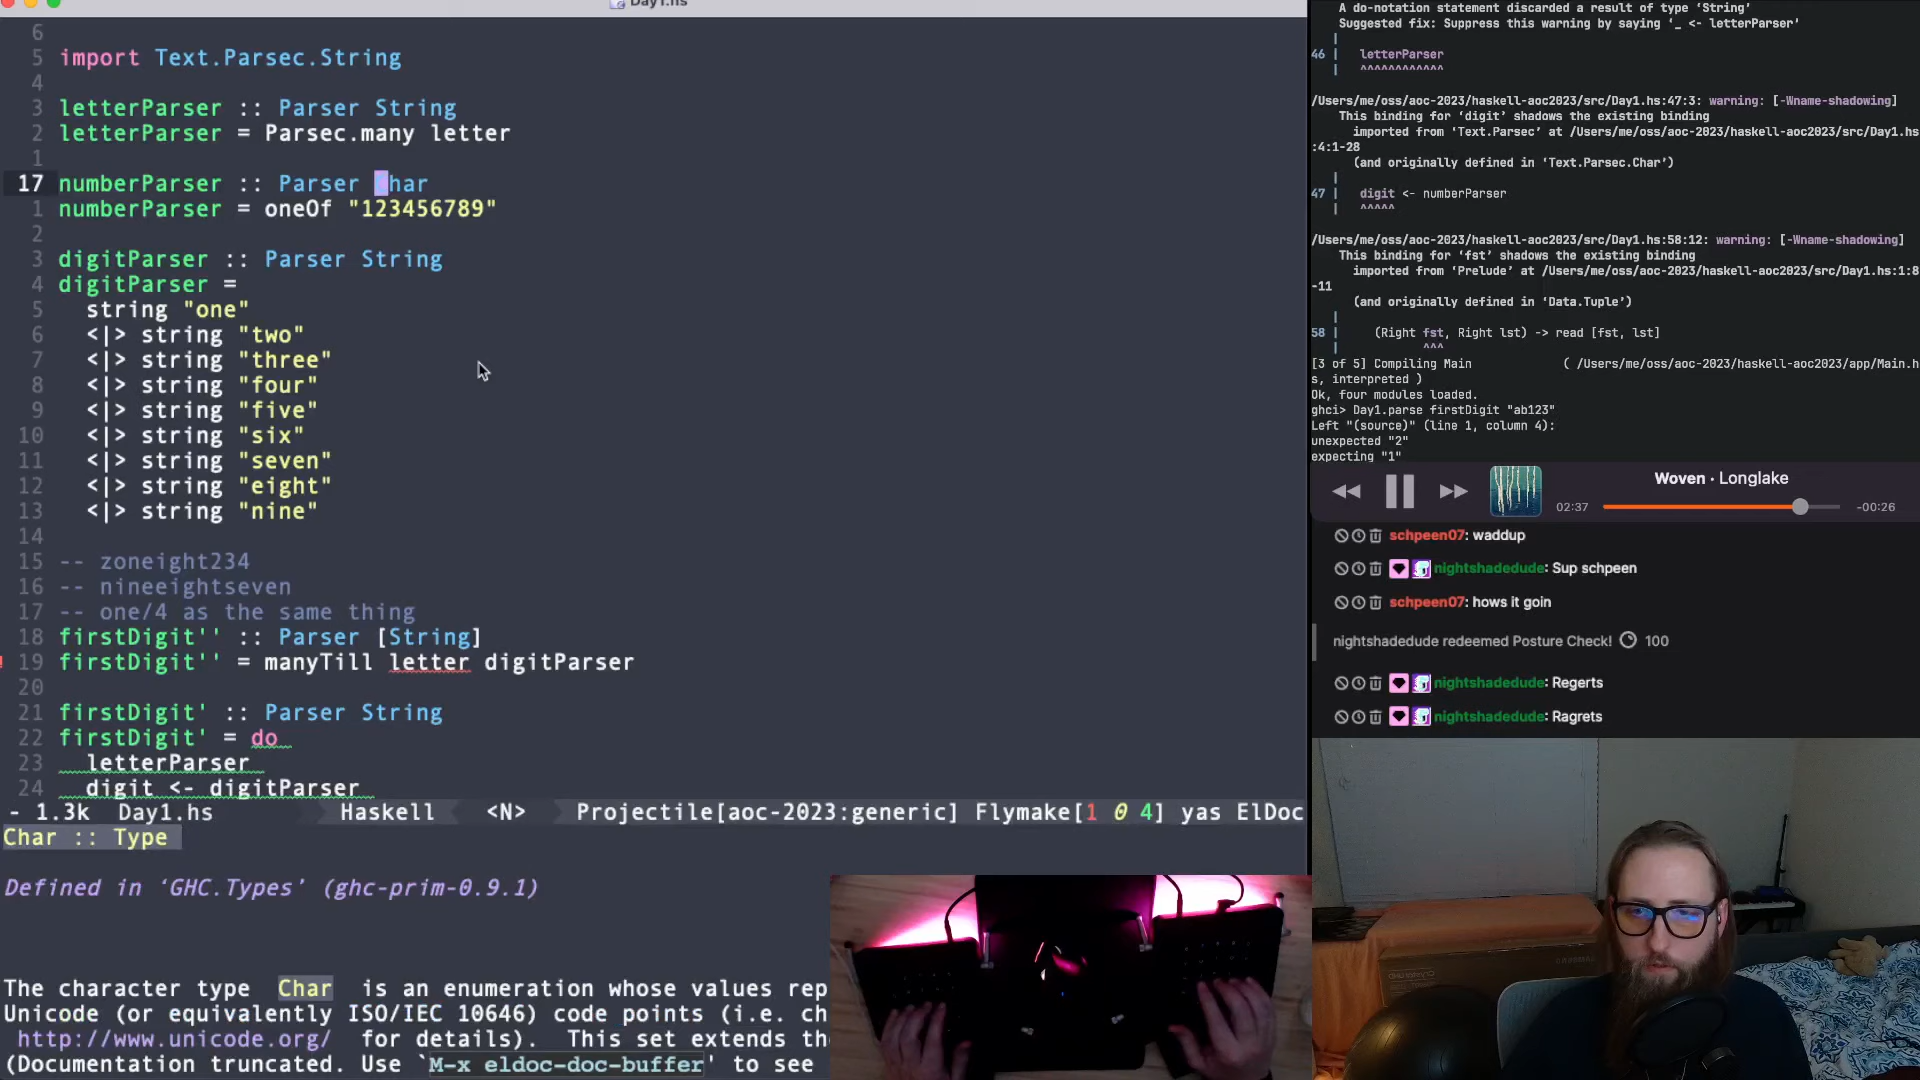 Day1.hs
6
5 import Text.Parsec.String
4
3 letterParser :: Parser String
2 letterParser = Parsec.many letter
1
17 numberParser :: Parser Char
1 numberParser = oneOf "123456789"
2
3 digitParser :: Parser String
4 digitParser =
5 string "one"
6 <|> string "two"
7 <|> string "three"
8 <|> string "four"
9 <|> string "five"
10 <|> string "six"
11 <|> string "seven"
12 <|> string "eight"
13 <|> string "nine"
14
15 -- zoneight234
16 -- nineeightseven
17 -- one/4 as the same thing
18 firstDigit'' :: Parser [String]
! 19 firstDigit'' = manyTill letter digitParser
20
21 firstDigit' :: Parser String
22 firstDigit' = do
23 letterParser
24 digit <- digitParser
- 1.3k Day1.hs Haskell <N> Projectile[aoc-2023:generic] Flymake[1 0 4] yas ElDoc
Char :: Type
Defined in ‘GHC.Types’ (ghc-prim-0.9.1)
The character type Char is an enumeration whose values rep
Unicode (or equivalently ISO/IEC 10646) code points (i.e. ch
http://www.unicode.org/ for details). This set extends th
(Documentation truncated. Use `M-x eldoc-doc-buffer' to see
A do-notation statement discarded a result of type ‘String’
Suggested fix: Suppress this warning by saying ‘_ <- letterParser’
|
46 | letterParser
| ^^^^^^^^^^^^
/Users/me/oss/aoc-2023/haskell-aoc2023/src/Day1.hs:47:3: warning: [-Wname-shadowing]
This binding for ‘digit’ shadows the existing binding
imported from ‘Text.Parsec’ at /Users/me/oss/aoc-2023/haskell-aoc2023/src/Day1.hs
:4:1-28
(and originally defined in ‘Text.Parsec.Char’)
|
47 | digit <- numberParser
| ^^^^^
/Users/me/oss/aoc-2023/haskell-aoc2023/src/Day1.hs:58:12: warning: [-Wname-shadowing]
This binding for ‘fst’ shadows the existing binding
imported from ‘Prelude’ at /Users/me/oss/aoc-2023/haskell-aoc2023/src/Day1.hs:1:8
-11
(and originally defined in ‘Data.Tuple’)
|
58 | (Right fst, Right lst) -> read [fst, lst]
| ^^^
[3 of 5] Compiling Main ( /Users/me/oss/aoc-2023/haskell-aoc2023/app/Main.h
s, interpreted )
Ok, four modules loaded.
ghci> Day1.parse firstDigit "ab123"
Left "(source)" (line 1, column 4):
unexpected "2"
expecting "1"
Woven · Longlake
02:37 -00:26
schpeen07: waddup
nightshadedude: Sup schpeen
schpeen07: hows it goin
nightshadedude redeemed Posture Check! 100
nightshadedude: Regerts
nightshadedude: Ragrets